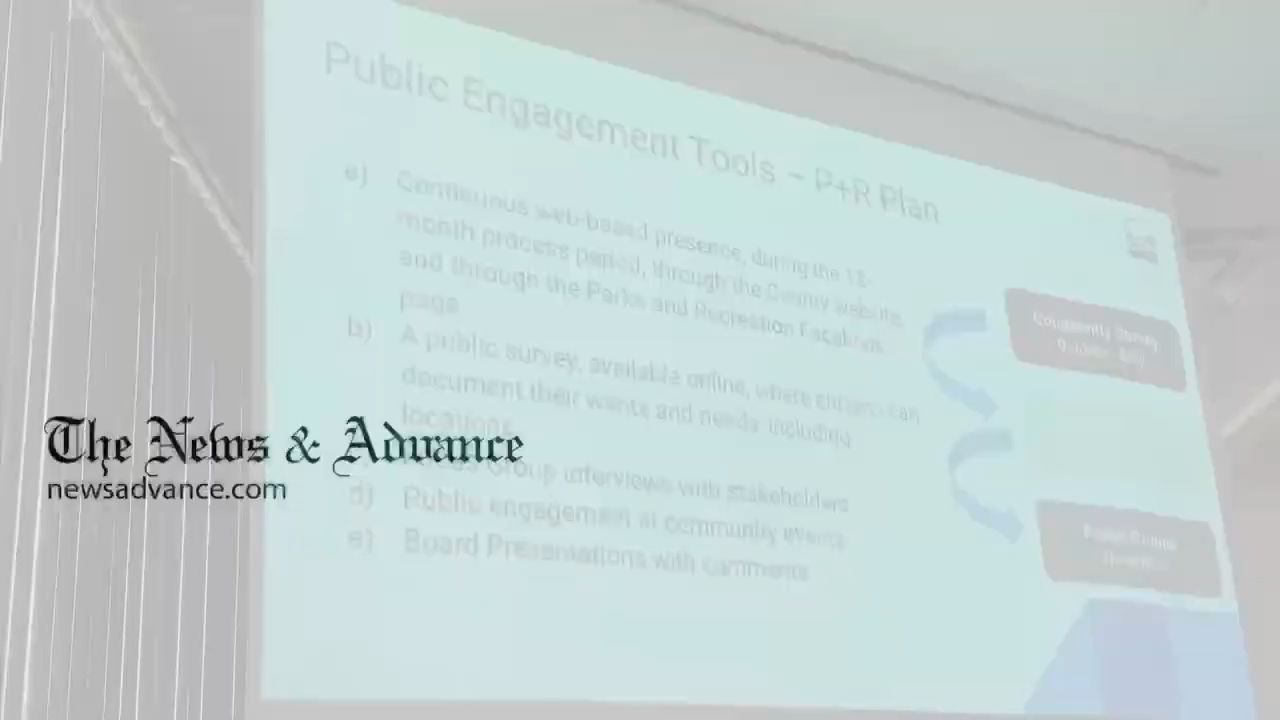 Public Engagement Tools – P+R Plan
a) Continuous web-based presence, during the 12-
month process period, through the County website,
and through the Parks and Recreation Facebook
page.
b) A public survey, available online, where citizens can
document their wants and needs including
locations.
Group interviews with stakeholders
d) Public engagement at community events
e) Board Presentations with comments
Community Survey
The News & Advance
newsadvance.com